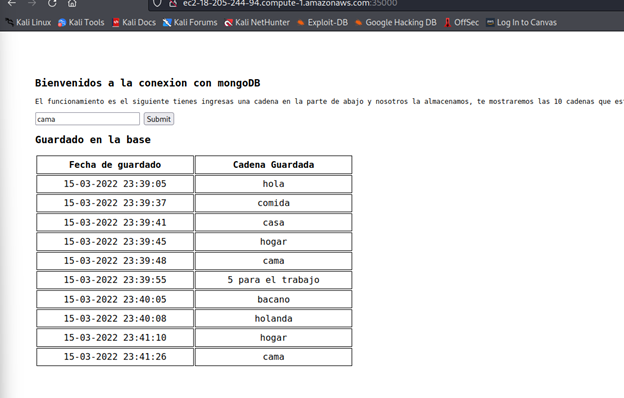 ec2-18-205-244-94.compute-1.amazonaws.com:35000
Kali Linux Kali Tools Kali Docs Kali Forums Kali NetHunter Exploit-DB Google Hacking DB OffSec Log In to Canvas
Bienvenidos a la conexion con mongoDB
El funcionamiento es el siguiente tienes ingresas una cadena en la parte de abajo y nosotros la almacenamos, te mostraremos las 10 cadenas que es
cama Submit
Guardado en la base
Fecha de guardado Cadena Guardada
15-03-2022 23:39:05 hola
15-03-2022 23:39:37 comida
15-03-2022 23:39:41 casa
15-03-2022 23:39:45 hogar
15-03-2022 23:39:48 cama
15-03-2022 23:39:55 5 para el trabajo
15-03-2022 23:40:05 bacano
15-03-2022 23:40:08 holanda
15-03-2022 23:41:10 hogar
15-03-2022 23:41:26 cama